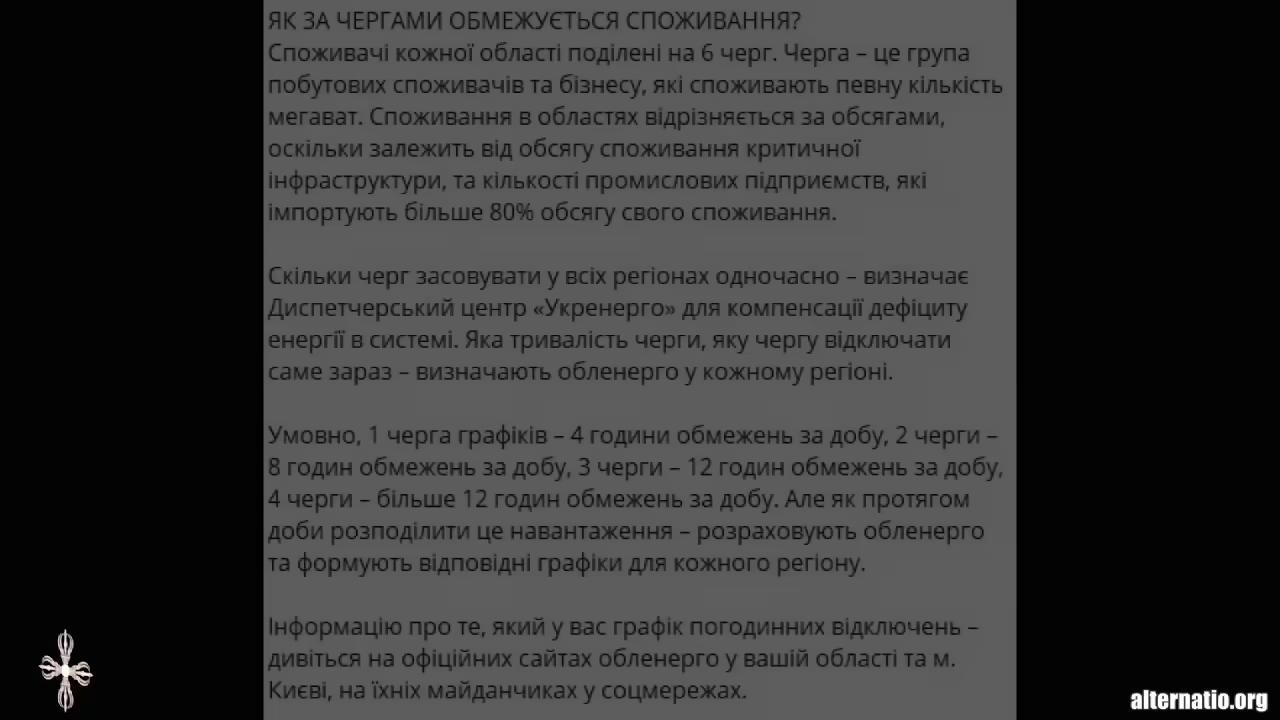 ЯК ЗА ЧЕРГАМИ ОБМЕЖУЄТЬСЯ СПОЖИВАННЯ?
Споживачі кожної області поділені на 6 черг. Черга – це група
побутових споживачів та бізнесу, які споживають певну кількість
мегават. Споживання в областях відрізняється за обсягами,
оскільки залежить від обсягу споживання критичної
інфраструктури, та кількості промислових підприємств, які
імпортують більше 80% обсягу свого споживання.
Скільки черг засовувати у всіх регіонах одночасно – визначає
Диспетчерський центр «Укренерго» для компенсації дефіциту
енергії в системі. Яка тривалість черги, яку чергу відключати
саме зараз – визначають обленерго у кожному регіоні.
Умовно, 1 черга графіків – 4 години обмежень за добу, 2 черги –
8 годин обмежень за добу, 3 черги – 12 годин обмежень за добу,
4 черги – більше 12 годин обмежень за добу. Але як протягом
доби розподілити це навантаження – розраховують обленерго
та формують відповідні графіки для кожного регіону.
Інформацію про те, який у вас графік погодинних відключень –
дивіться на офіційних сайтах обленерго у вашій області та м.
Києві, на їхніх майданчиках у соцмережах.
alternatio.org